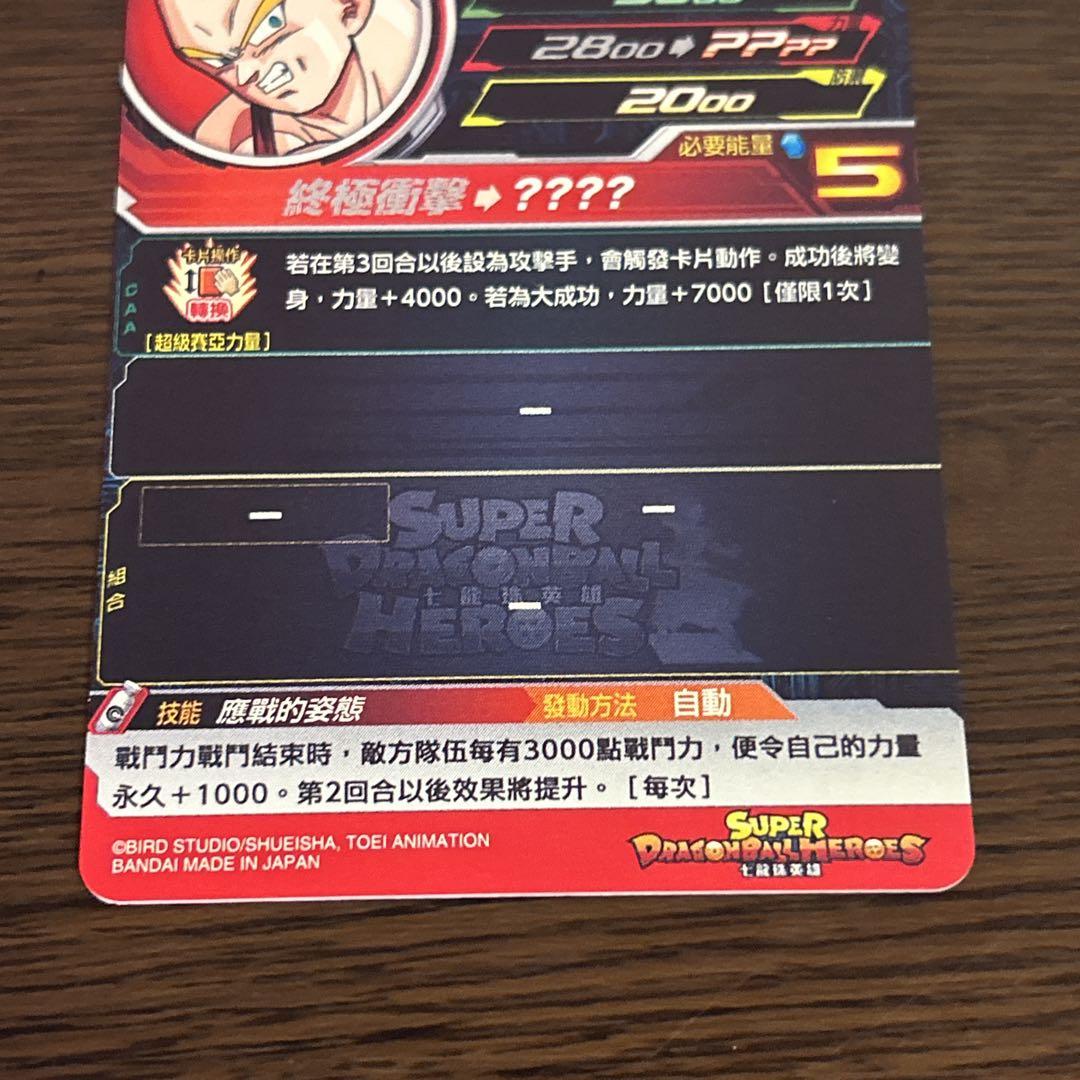 2800 ➡ ????
2000
必要能量 5
終極衝擊 ➡ ????
卡片操作
轉換
CAA
[超級賽亞力量]
若在第3回合以後設為攻擊手，會觸發卡片動作。成功後將變
身，力量＋4000。若為大成功，力量＋7000［僅限1次］
－
－
－
－
組合
SUPER
DRAGONBALL
七龍珠英雄
HEROES
技能 應戰的姿態 發動方法 自動
戰鬥力戰鬥結束時，敵方隊伍每有3000點戰鬥力，便令自己的力量
永久＋1000。第2回合以後效果將提升。［每次］
©BIRD STUDIO/SHUEISHA, TOEI ANIMATION
BANDAI MADE IN JAPAN
SUPER
DRAGONBALL HEROES
七龍珠英雄